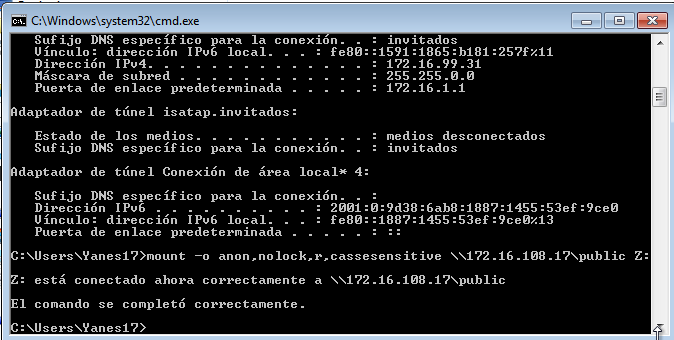 C:\Windows\system32\cmd.exe
Sufijo DNS específico para la conexión. . : invitados
Vínculo: dirección IPv6 local. . . : fe80::1591:1865:b181:257f%11
Dirección IPv4. . . . . . . . . . . . . . : 172.16.99.31
Máscara de subred . . . . . . . . . . . . : 255.255.0.0
Puerta de enlace predeterminada . . . . . : 172.16.1.1
Adaptador de túnel isatap.invitados:
Estado de los medios. . . . . . . . . . . : medios desconectados
Sufijo DNS específico para la conexión. . : invitados
Adaptador de túnel Conexión de área local* 4:
Sufijo DNS específico para la conexión. . :
Dirección IPv6 . . . . . . . . . . : 2001:0:9d38:6ab8:1887:1455:53ef:9ce0
Vínculo: dirección IPv6 local. . . : fe80::1887:1455:53ef:9ce0%13
Puerta de enlace predeterminada . . . . . : ::
C:\Users\Yanes17>mount -o anon,nolock,r,cassesensitive \\172.16.108.17\public Z:
Z: está conectado ahora correctamente a \\172.16.108.17\public
El comando se completó correctamente.
C:\Users\Yanes17>